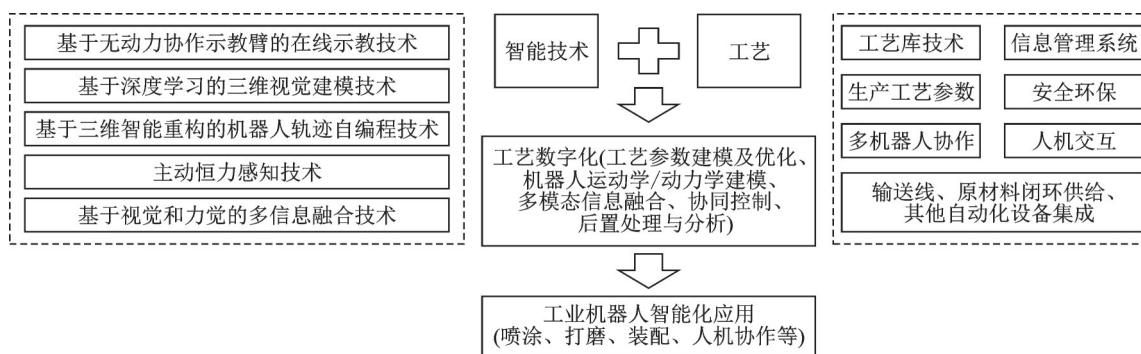 基于无动力协作示教臂的在线示教技术
基于深度学习的三维视觉建模技术
基于三维智能重构的机器人轨迹自编程技术
主动恒力感知技术
基于视觉和力觉的多信息融合技术
智能技术
工艺
工艺数字化(工艺参数建模及优化、
机器人运动学/动力学建模、
多模态信息融合、协同控制、
后置处理与分析)
工业机器人智能化应用
(喷涂、打磨、装配、人机协作等)
工艺库技术
信息管理系统
生产工艺参数
安全环保
多机器人协作
人机交互
输送线、原材料闭环供给、
其他自动化设备集成